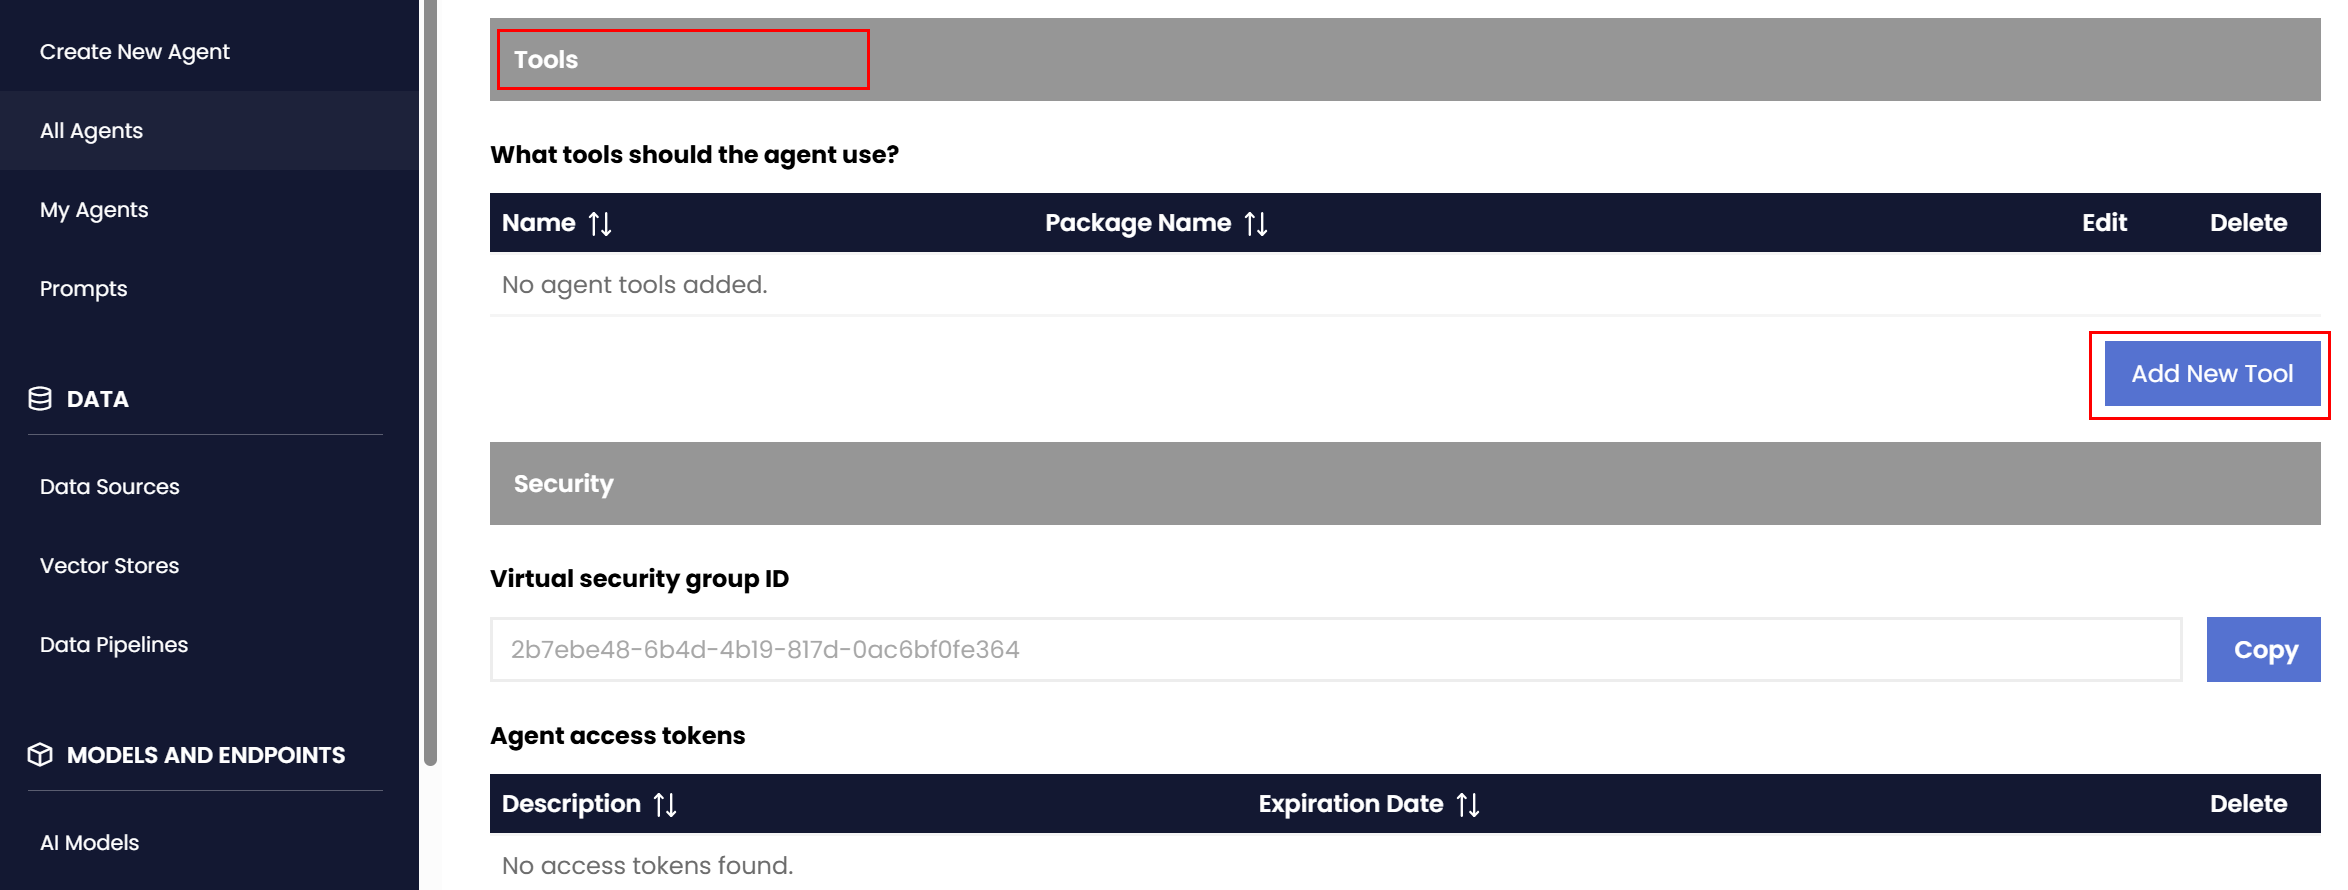 Create New Agent
All Agents
My Agents
Prompts
DATA
Data Sources
Vector Stores
Data Pipelines
MODELS AND ENDPOINTS
AI Models
Tools
What tools should the agent use?
Name Package Name Edit Delete
No agent tools added.
Add New Tool
Security
Virtual security group ID
2b7ebe48-6b4d-4b19-817d-0ac6bf0fe364 Copy
Agent access tokens
Description Expiration Date Delete
No access tokens found.